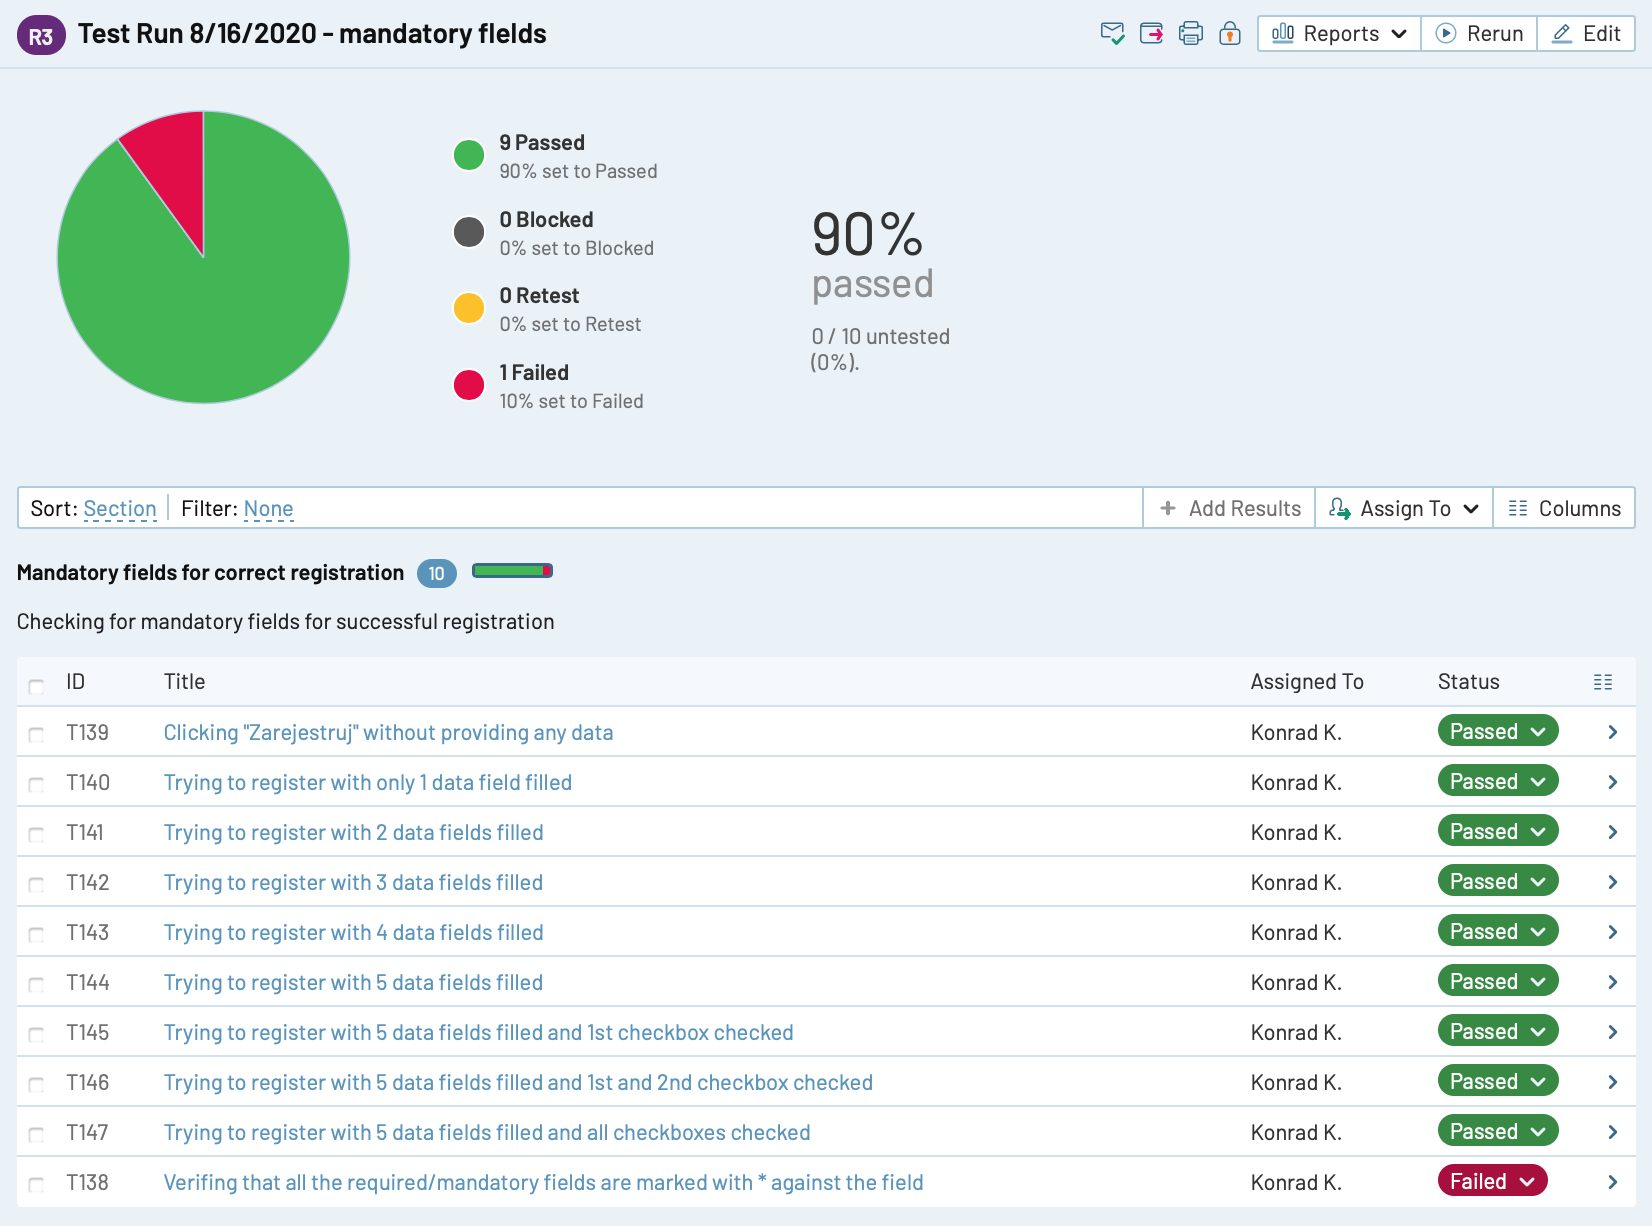 R3 Test Run 8/16/2020 - mandatory fields
Reports Rerun Edit
9 Passed
90% set to Passed
0 Blocked
0% set to Blocked
0 Retest
0% set to Retest
1 Failed
10% set to Failed
90%
passed
0 / 10 untested
(0%).
Sort: Section Filter: None + Add Results Assign To Columns
Mandatory fields for correct registration 10
Checking for mandatory fields for successful registration
ID Title Assigned To Status
T139 Clicking "Zarejestruj" without providing any data Konrad K. Passed
T140 Trying to register with only 1 data field filled Konrad K. Passed
T141 Trying to register with 2 data fields filled Konrad K. Passed
T142 Trying to register with 3 data fields filled Konrad K. Passed
T143 Trying to register with 4 data fields filled Konrad K. Passed
T144 Trying to register with 5 data fields filled Konrad K. Passed
T145 Trying to register with 5 data fields filled and 1st checkbox checked Konrad K. Passed
T146 Trying to register with 5 data fields filled and 1st and 2nd checkbox checked Konrad K. Passed
T147 Trying to register with 5 data fields filled and all checkboxes checked Konrad K. Passed
T138 Verifing that all the required/mandatory fields are marked with * against the field Konrad K. Failed